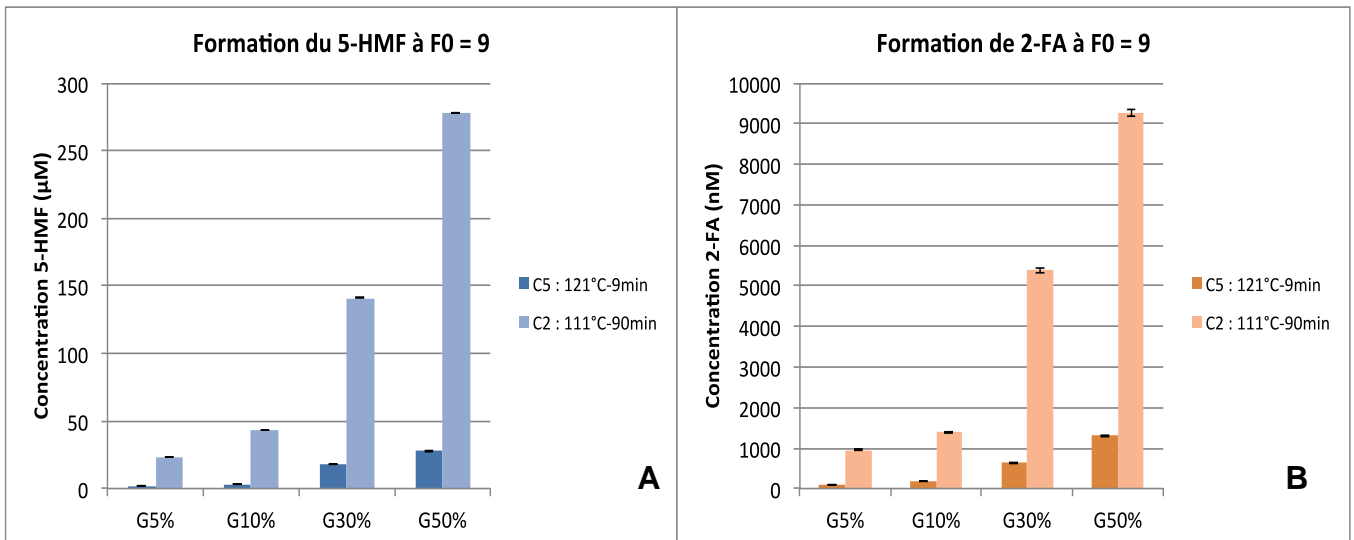 Formation du 5-HMF à F0 = 9
Concentration 5-HMF (µM)
300
250
200
150
100
50
0
G5% G10% G30% G50%
C5 : 121°C-9min
C2 : 111°C-90min
A
Formation de 2-FA à F0 = 9
Concentration 2-FA (nM)
10000
9000
8000
7000
6000
5000
4000
3000
2000
1000
0
G5% G10% G30% G50%
C5 : 121°C-9min
C2 : 111°C-90min
B